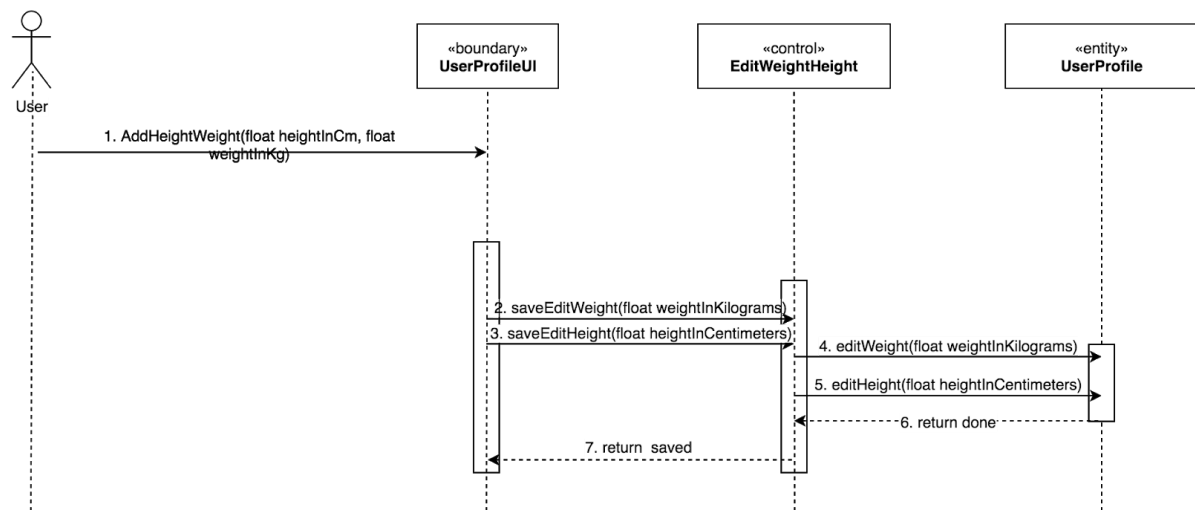 «boundary»
UserProfileUI
«control»
EditWeightHeight
«entity»
UserProfile
User
1. AddHeightWeight(float heightInCm, float
weightInKg)
2. saveEditWeight(float weightInKilograms)
3. saveEditHeight(float heightInCentimeters)
4. editWeight(float weightInKilograms)
5. editHeight(float heightInCentimeters)
6. return done
7. return saved